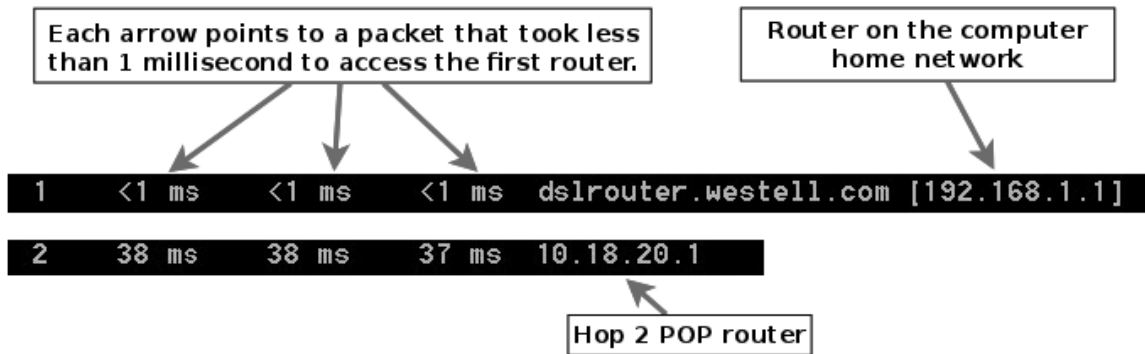 Each arrow points to a packet that took less
than 1 millisecond to access the first router.
Router on the computer
home network
1 <1 ms <1 ms <1 ms dslrouter.westell.com [192.168.1.1]
2 38 ms 38 ms 37 ms 10.18.20.1
Hop 2 POP router